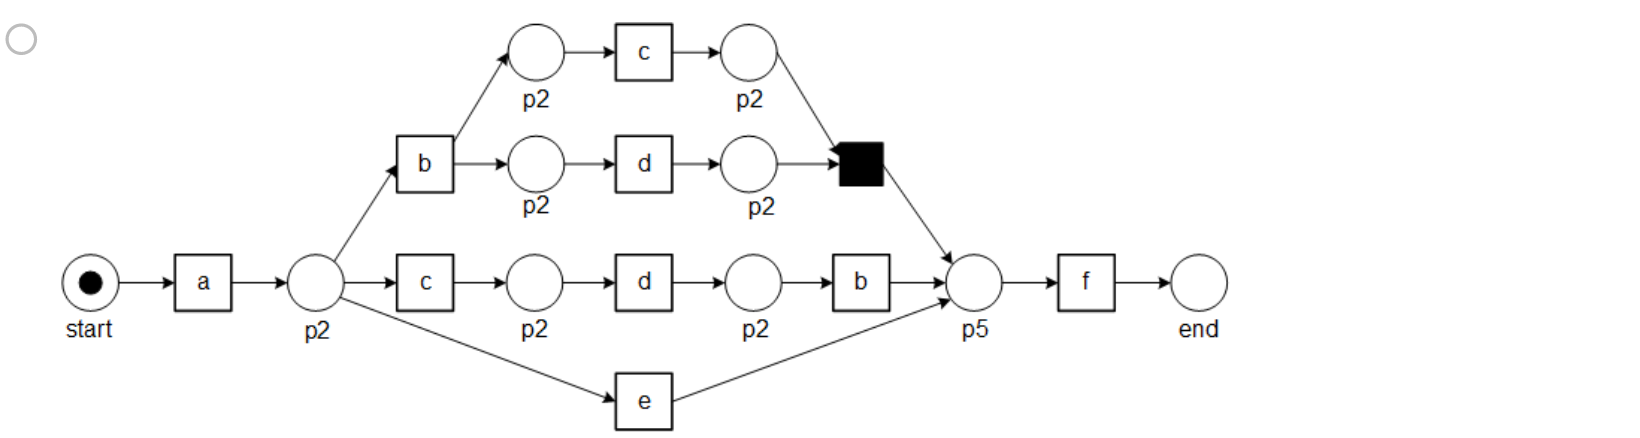 c
p2 p2
b d
p2 p2
a c d b f
start p2 p2 p2 p5 end
e